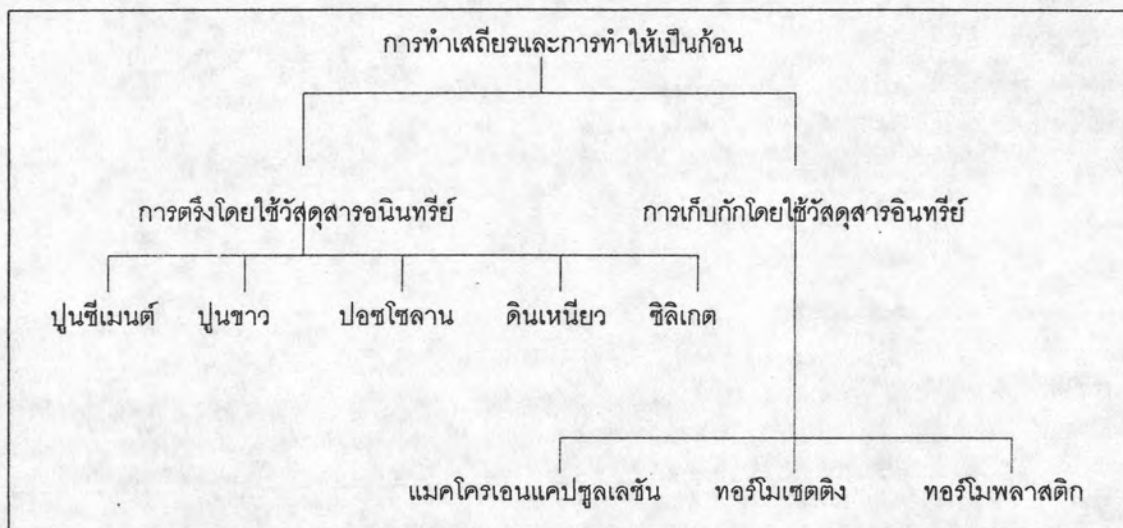 การทำเสถียรและการทำให้เป็นก้อน
การตรึงโดยใช้วัสดุสารอนินทรีย์ การเก็บกักโดยใช้วัสดุสารอินทรีย์
ปูนซีเมนต์ ปูนขาว ปอซโซลาน ดินเหนียว ซิลิเกต
แมคโครเอนแคปซูลเลชัน ทอร์โมเซตติง ทอร์โมพลาสติก